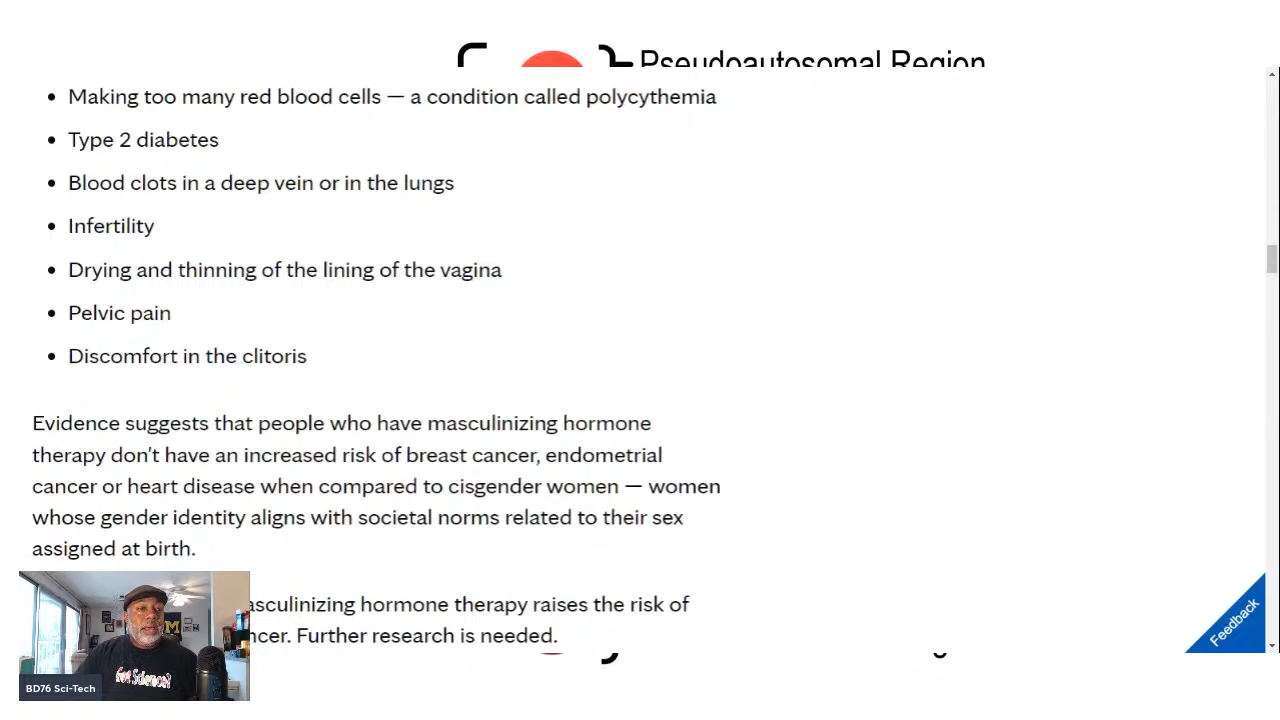 Pseudoautosomal Region
Making too many red blood cells — a condition called polycythemia
Type 2 diabetes
Blood clots in a deep vein or in the lungs
Infertility
Drying and thinning of the lining of the vagina
Pelvic pain
Discomfort in the clitoris
Evidence suggests that people who have masculinizing hormone
therapy don't have an increased risk of breast cancer, endometrial
cancer or heart disease when compared to cisgender women — women
whose gender identity aligns with societal norms related to their sex
assigned at birth.
asculinizing hormone therapy raises the risk of
ncer. Further research is needed.
Feedback
Got Science?
BD76 Sci-Tech